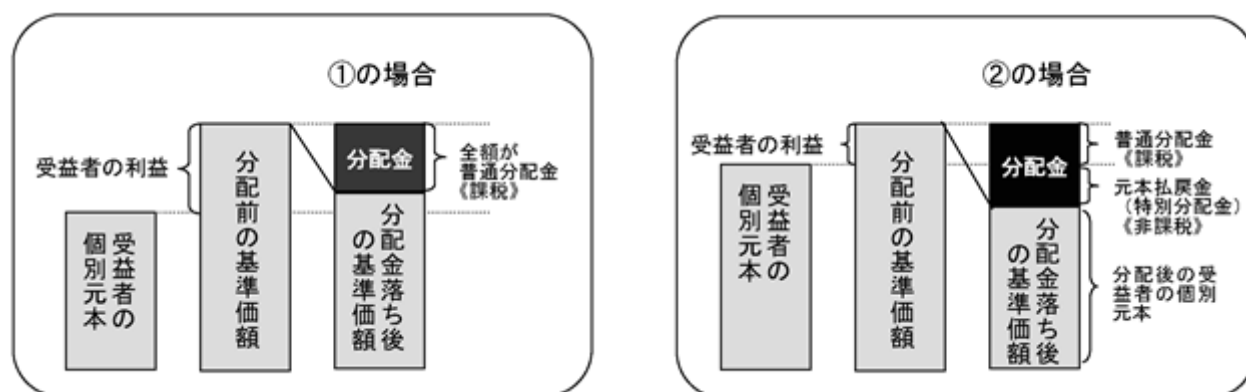 ①の場合
受益者の利益
受益者の
個別元本
分配前の基準価額
分配金
全額が
普通分配金
《課税》
分配金落ち後
の基準価額
②の場合
受益者の利益
受益者の
個別元本
分配前の基準価額
分配金
普通分配金
《課税》
元本払戻金
（特別分配金）
《非課税》
分配金落ち後
の基準価額
分配後の受
益者の個別
元本